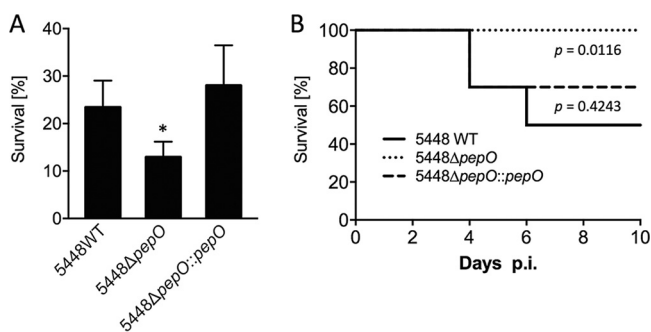 A
Survival [%]
40
30
20
10
0
*
5448WT
5448ΔpepO
5448ΔpepO::pepO
B
Survival [%]
100
80
60
40
20
0
p = 0.0116
p = 0.4243
5448 WT
5448ΔpepO
5448ΔpepO::pepO
0 2 4 6 8 10
Days p.i.